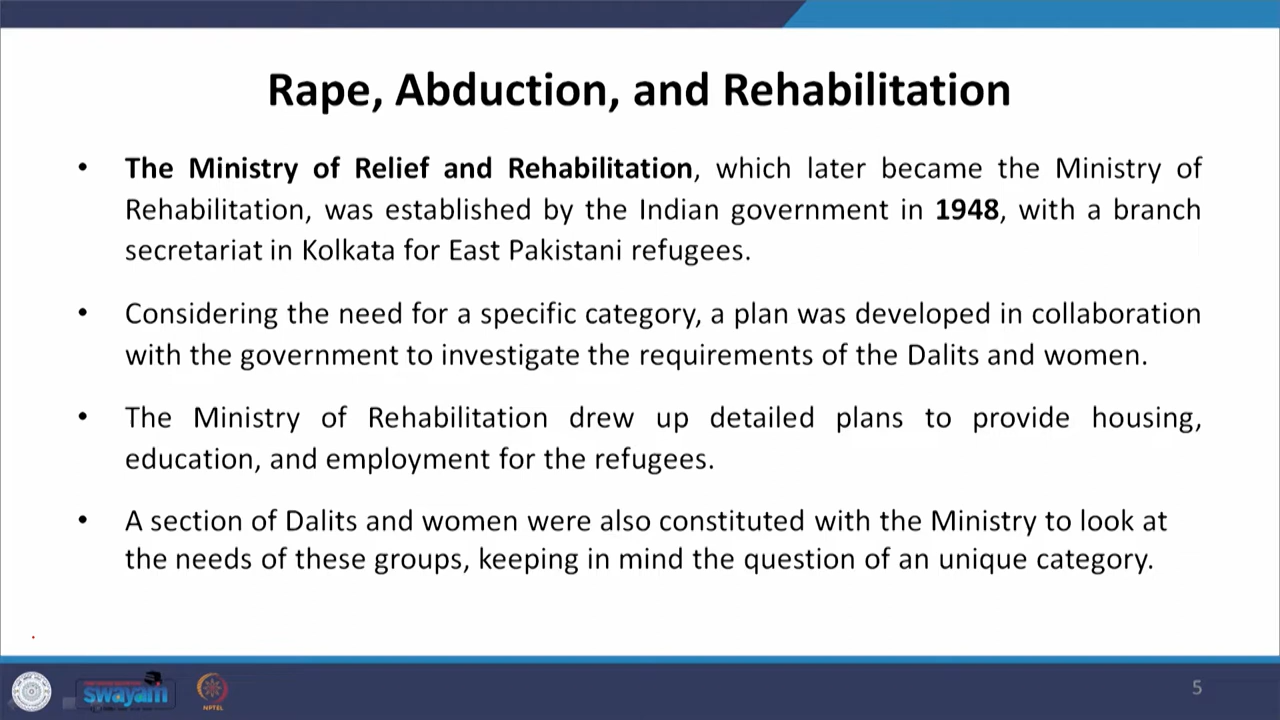 Rape, Abduction, and Rehabilitation
• The Ministry of Relief and Rehabilitation, which later became the Ministry of
Rehabilitation, was established by the Indian government in 1948, with a branch
secretariat in Kolkata for East Pakistani refugees.
• Considering the need for a specific category, a plan was developed in collaboration
with the government to investigate the requirements of the Dalits and women.
• The Ministry of Rehabilitation drew up detailed plans to provide housing,
education, and employment for the refugees.
• A section of Dalits and women were also constituted with the Ministry to look at
the needs of these groups, keeping in mind the question of an unique category.
swayam
NPTEL
5